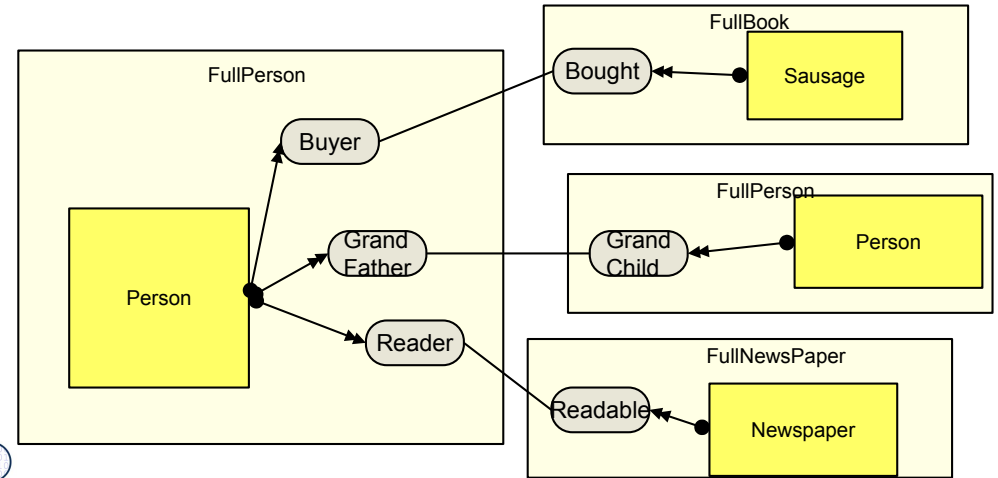 FullPerson
Person
Buyer
Grand
Father
Reader
FullBook
Bought
Sausage
FullPerson
Grand
Child
Person
FullNewsPaper
Readable
Newspaper